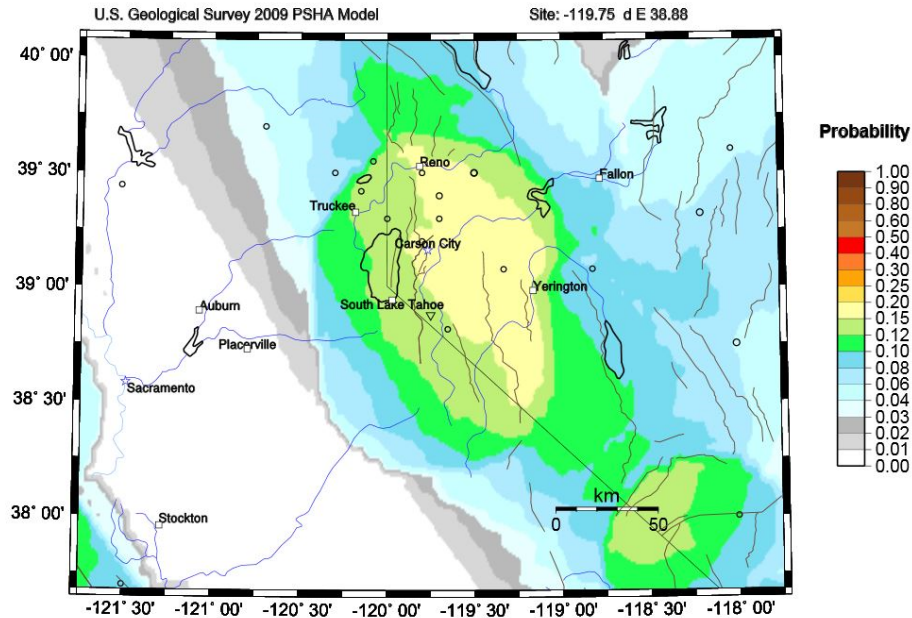 U.S. Geological Survey 2009 PSHA Model Site: -119.75 d E 38.88
40° 00'
39° 30'
39° 00'
38° 30'
38° 00'
Reno
Fallon
Truckee
Carson City
Yerington
South Lake Tahoe
Auburn
Placerville
Sacramento
Stockton
km
0 50
-121° 30' -121° 00' -120° 30' -120° 00' -119° 30' -119° 00' -118° 30' -118° 00'
Probability
1.00
0.90
0.80
0.60
0.50
0.40
0.30
0.25
0.20
0.15
0.12
0.10
0.08
0.06
0.04
0.03
0.02
0.01
0.00